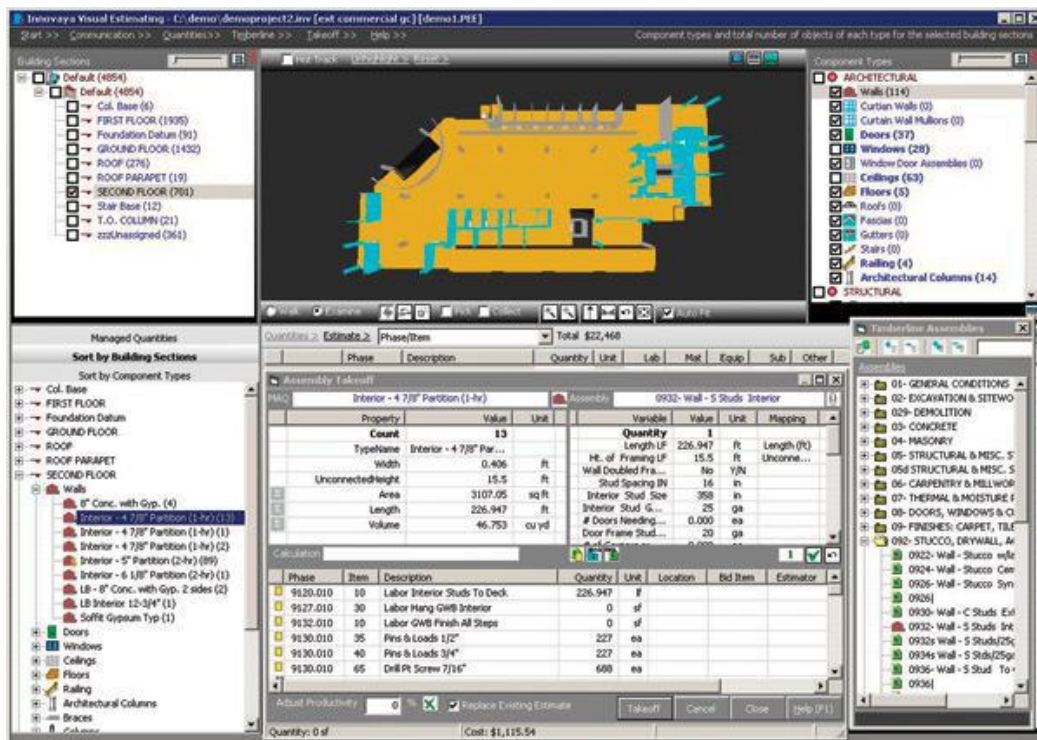 Innovaya Visual Estimating - C:\demo\demoproject2.inv [ext commercial gc] [demo1.PEE]
Start >> Communication >> Quantities>> Timberline >> Takeoff >> Help >> Component types and total number of objects of each type for the selected building sections
Building Sections
Default (4854)
Default (4854)
Col. Base (6)
FIRST FLOOR (1935)
Foundation Datum (91)
GROUND FLOOR (1432)
ROOF (276)
ROOF PARAPET (19)
SECOND FLOOR (701)
Stair Base (12)
T.O. COLUMN (21)
zzzUnassigned (361)
Hot Track Unhighlight > Reset >
Walk Examine Pick Collect Auto Fit
Component Types
ARCHITECTURAL
Walls (114)
Curtian Walls (0)
Curtain Wall Mullions (0)
Doors (37)
Windows (28)
Window Door Assemblies (0)
Ceilings (63)
Floors (5)
Roofs (0)
Fascias (0)
Gutters (0)
Stairs (0)
Railing (4)
Architectural Columns (14)
STRUCTURAL
Managed Quantities
Sort by Building Sections
Sort by Component Types
Col. Base
FIRST FLOOR
Foundation Datum
GROUND FLOOR
ROOF
ROOF PARAPET
SECOND FLOOR
Walls
8" Conc. with Gyp. (4)
Interior - 4 7/8" Partition (1-hr) (13)
Interior - 4 7/8" Partition (1-hr) (1)
Interior - 4 7/8" Partition (1-hr) (2)
Interior - 5" Partition (2-hr) (89)
Interior - 6 1/8" Partition (2-hr) (1)
LB - 8" Conc. with Gyp. 2 sides (2)
LB Interior 12-3/4" (1)
Soffit Gypsum Typ (1)
Doors
Windows
Ceilings
Floors
Railing
Architectural Columns
Braces
Columns
Quantities > Estimate > Phase/Item Total $22,468
Phase Description Quantity Unit Lab Mat Equip Sub Other
Assembly Takeoff
MAQ Interior - 4 7/8" Partition (1-hr) Assembly 0932- Wall - S Studs Interior
Property Value Unit
Count 13
TypeName Interior - 4 7/8" Par...
Width 0.406 ft
UnconnectedHeight 15.5 ft
Area 3107.05 sq ft
Length 226.947 ft
Volume 46.753 cu yd
Variable Value Unit Mapping
Quantity 1
Length LF 226.947 ft Length (ft)
Ht. of Framing LF 15.5 ft Unconne...
Wall Doubled Fra... No Y/N
Stud Spacing IN 16 in
Interior Stud Size 358 in
Interior Stud G... 25 ga
# Doors Needing... 0.000 ea
Door Frame Stud... 20 ga
Calculation 1
Phase Item Description Quantity Unit Location Bid Item Estimator
9120.010 10 Labor Interior Studs To Deck 226.947 lf
9127.010 30 Labor Hang GWB Interior 0 sf
9132.010 10 Labor GWB Finish All Steps 0 sf
9130.010 35 Pins & Loads 1/2" 227 ea
9130.010 40 Pins & Loads 3/4" 227 ea
9130.010 65 Drill Pt Screw 7/16" 688 ea
Adjust Productivity 0 % Replace Existing Estimate Takeoff Cancel Close Help (F1)
Quantity: 0 sf Cost: $1,115.54
Timberline Assemblies
Assemblies
01- GENERAL CONDITIONS
02- EXCAVATION & SITEWO
029- DEMOLITION
03- CONCRETE
04- MASONRY
05- STRUCTURAL & MISC. ST
05d STRUCTURAL & MISC. S
06- CARPENTRY & MILLWOR
07- THERMAL & MOISTURE P
08- DOORS, WINDOWS & CU
09- FINISHES: CARPET, TILE
092- STUCCO, DRYWALL, AC
0922- Wall - Stucco w/la
0924- Wall - Stucco Cem
0926- Wall - Stucco Syn
0926|
0930- Wall - C Studs Ext
0932- Wall - S Studs Int
0932s Wall - S Studs/25g
0934s Wall - S Stds/25ga
0936- Wall - S Stud To
0936|